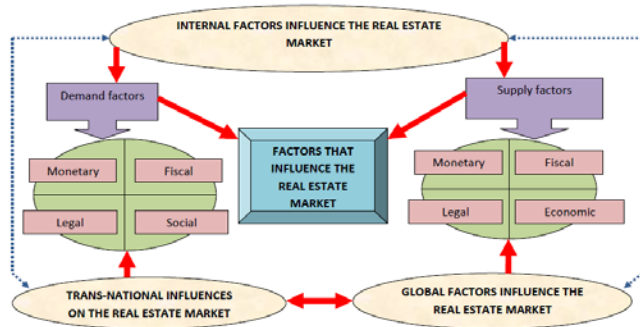 INTERNAL FACTORS INFLUENCE THE REAL ESTATE
MARKET
Demand factors
Supply factors
FACTORS THAT
INFLUENCE THE
REAL ESTATE
MARKET
Monetary
Fiscal
Legal
Social
Monetary
Fiscal
Legal
Economic
TRANS-NATIONAL INFLUENCES
ON THE REAL ESTATE MARKET
GLOBAL FACTORS INFLUENCE THE
REAL ESTATE MARKET